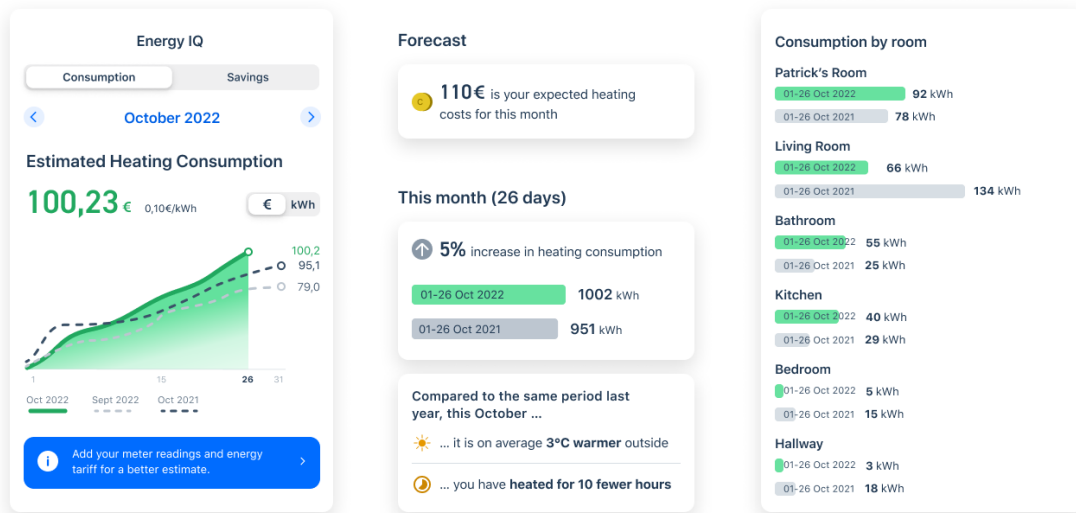 Energy IQ
Consumption
Savings
October 2022
Estimated Heating Consumption
100,23 € 0,10€/kWh
€ kWh
100,2
95,1
79,0
1 15 26 31
Oct 2022 Sept 2022 Oct 2021
Add your meter readings and energy
tariff for a better estimate.
Forecast
110€ is your expected heating
costs for this month
This month (26 days)
5% increase in heating consumption
01-26 Oct 2022 1002 kWh
01-26 Oct 2021 951 kWh
Compared to the same period last
year, this October ...
... it is on average 3°C warmer outside
... you have heated for 10 fewer hours
Consumption by room
Patrick's Room
01-26 Oct 2022 92 kWh
01-26 Oct 2021 78 kWh
Living Room
01-26 Oct 2022 66 kWh
01-26 Oct 2021 134 kWh
Bathroom
01-26 Oct 2022 55 kWh
01-26 Oct 2021 25 kWh
Kitchen
01-26 Oct 2022 40 kWh
01-26 Oct 2021 29 kWh
Bedroom
01-26 Oct 2022 5 kWh
01-26 Oct 2021 15 kWh
Hallway
01-26 Oct 2022 3 kWh
01-26 Oct 2021 18 kWh